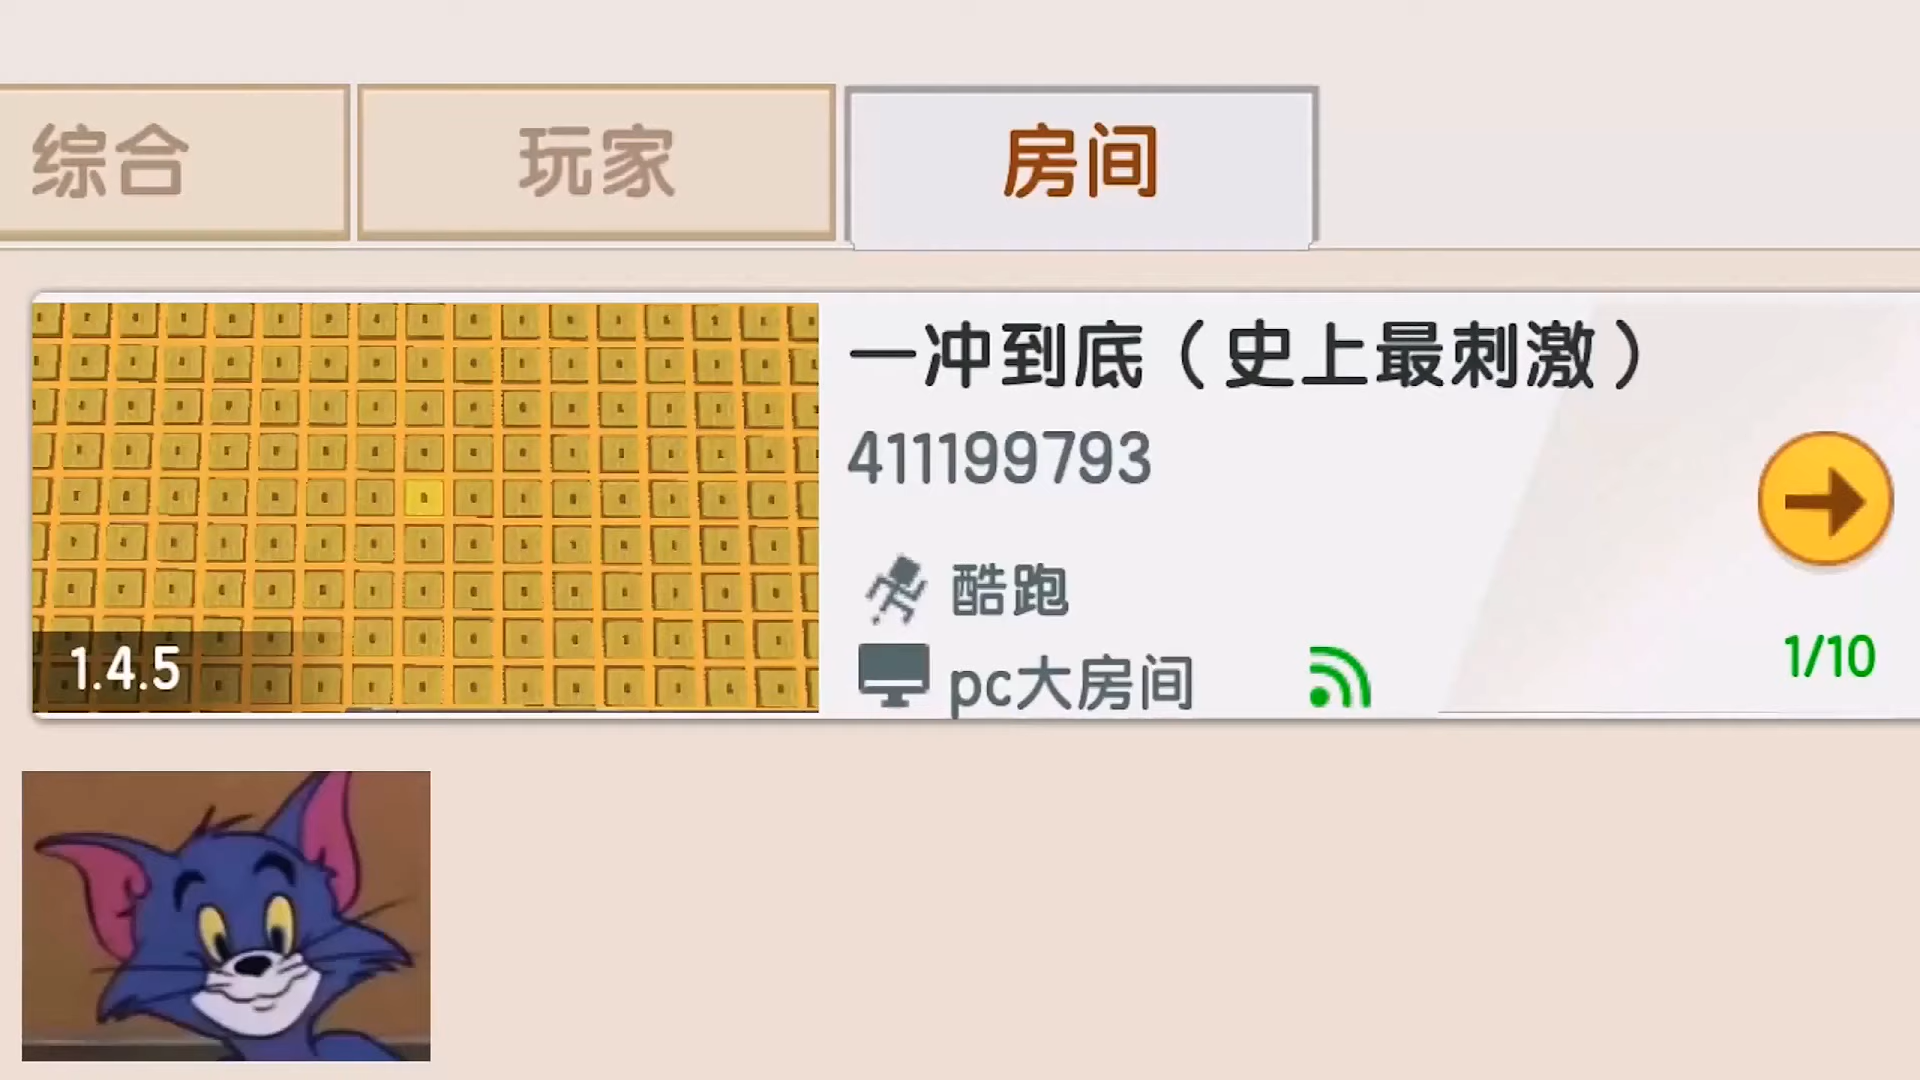 综合
玩家
房间
一冲到底（史上最刺激）
411199793
酷跑
1.4.5
pc大房间
1/10